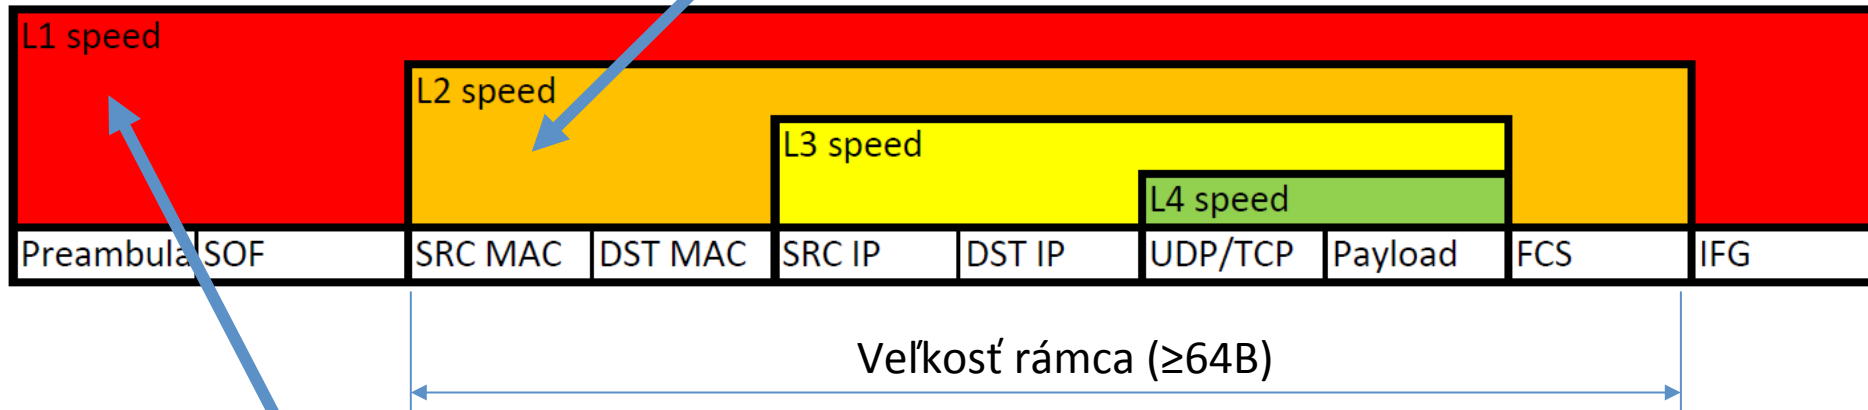 L1 speed
L2 speed
L3 speed
L4 speed
Preambula SOF SRC MAC DST MAC SRC IP DST IP UDP/TCP Payload FCS IFG
Veľkosť rámca (≥64B)